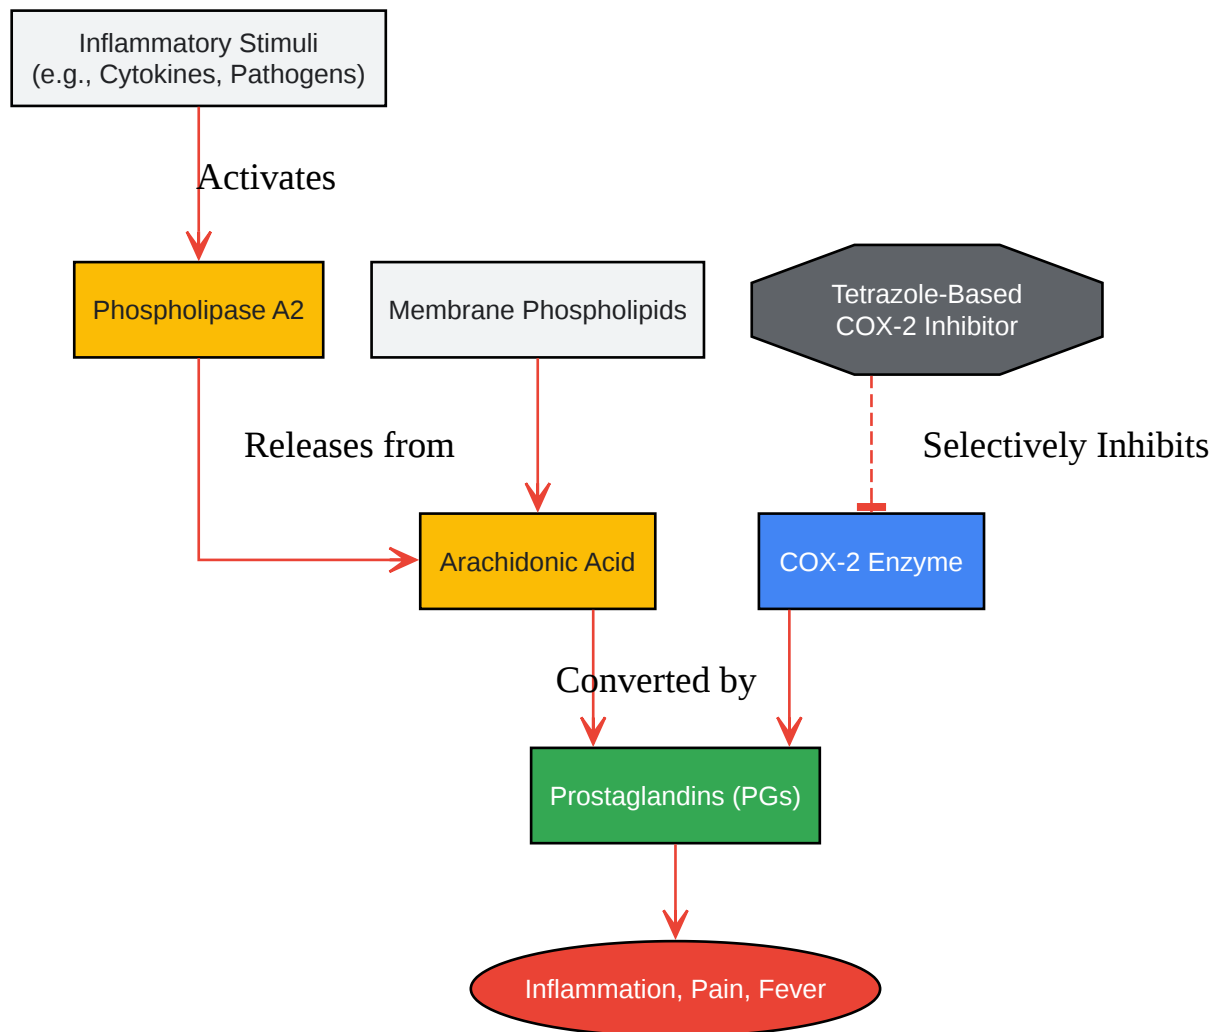 Inflammatory Stimuli
(e.g., Cytokines, Pathogens)
Activates
Phospholipase A2
Membrane Phospholipids
Tetrazole-Based
COX-2 Inhibitor
Releases from
Selectively Inhibits
Arachidonic Acid
COX-2 Enzyme
Converted by
Prostaglandins (PGs)
Inflammation, Pain, Fever